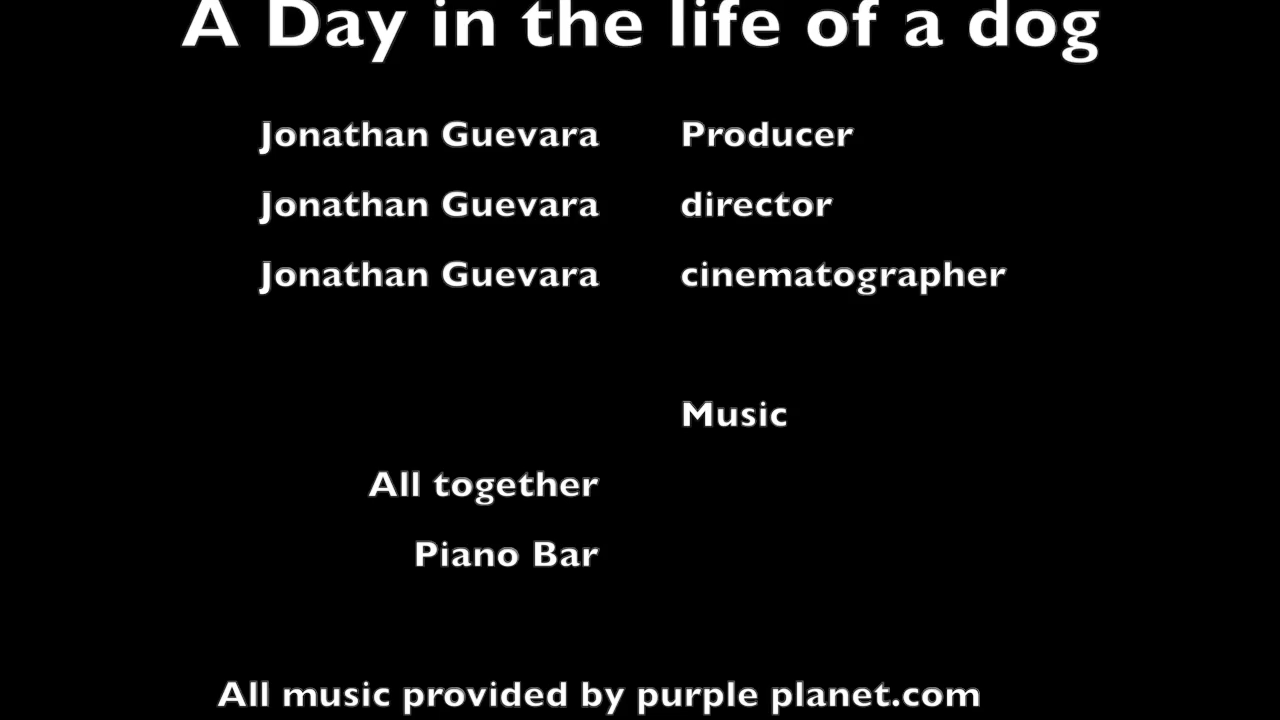 A Day in the life of a dog
Jonathan Guevara Producer
Jonathan Guevara director
Jonathan Guevara cinematographer
Music
All together
Piano Bar
All music provided by purple planet.com